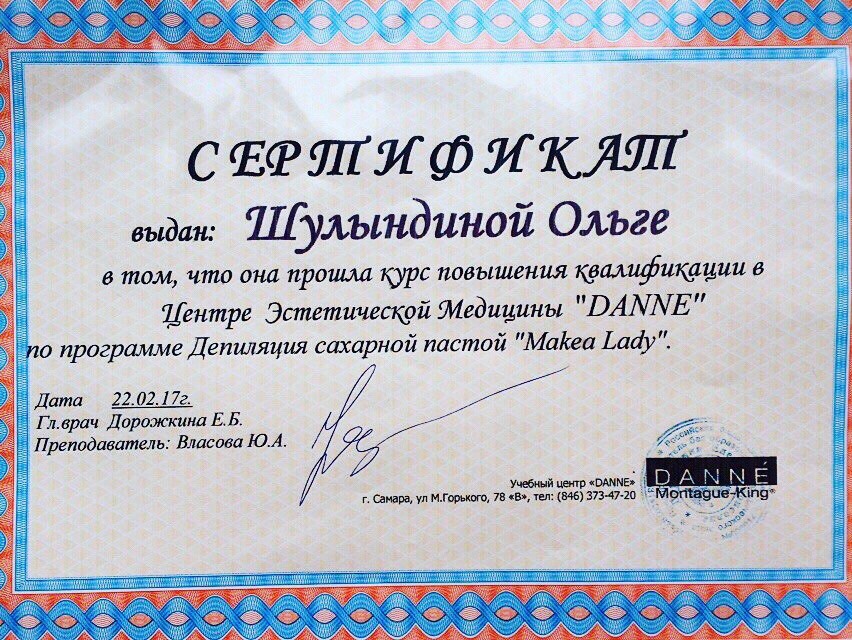 СЕРТИФИКАТ
выдан: Шулындиной Ольге
в том, что она прошла курс повышения квалификации в
Центре Эстетической Медицины "DANNE"
по программе Депиляция сахарной пастой "Makea Lady".
Дата 22.02.17г.
Гл.врач Дорожкина Е.Б.
Преподаватель: Власова Ю.А.
Учебный центр «DANNE»
г. Самара, ул М.Горького, 78 «В», тел: (846) 373-47-20
DANNÉ
Montague-King®